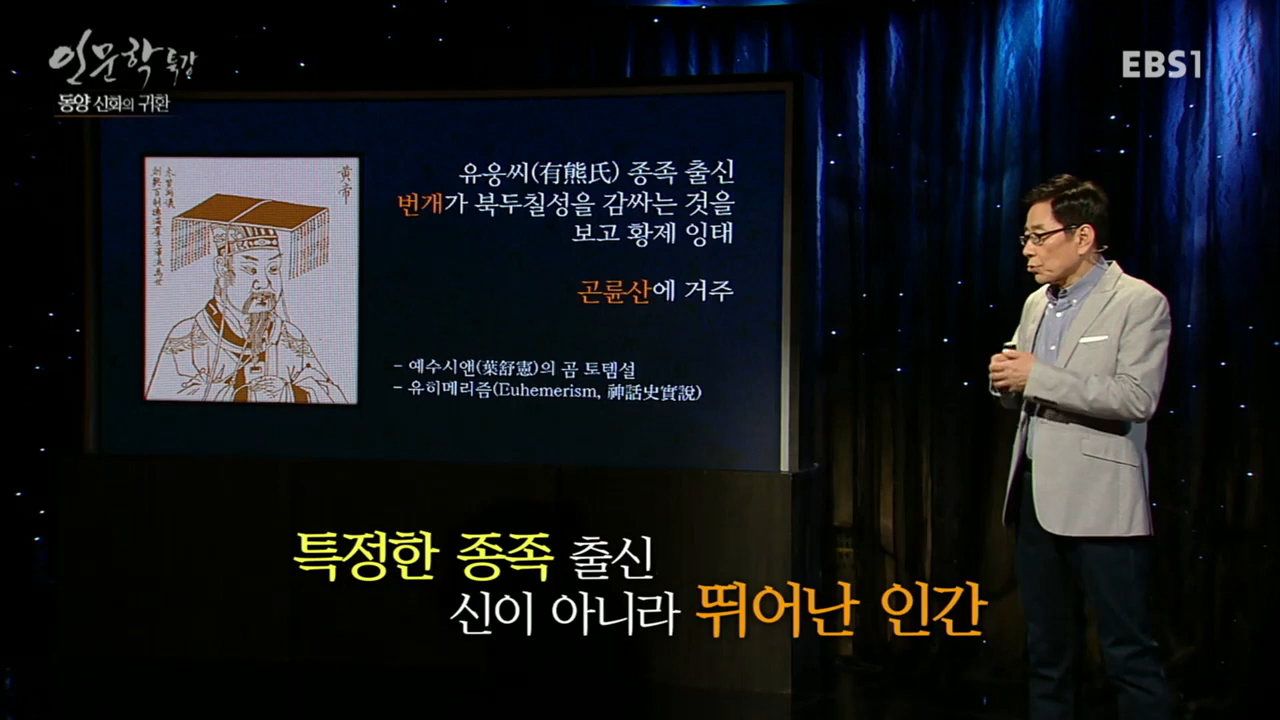 인문학 특강
동양 신화의 귀환
EBS1
黃帝
유웅씨(有熊氏) 종족 출신
번개가 북두칠성을 감싸는 것을
보고 황제 잉태
곤륜산에 거주
- 예수시앤(葉舒憲)의 곰 토템설
- 유히메리즘(Euhemerism, 神話史實說)
특정한 종족 출신
신이 아니라 뛰어난 인간